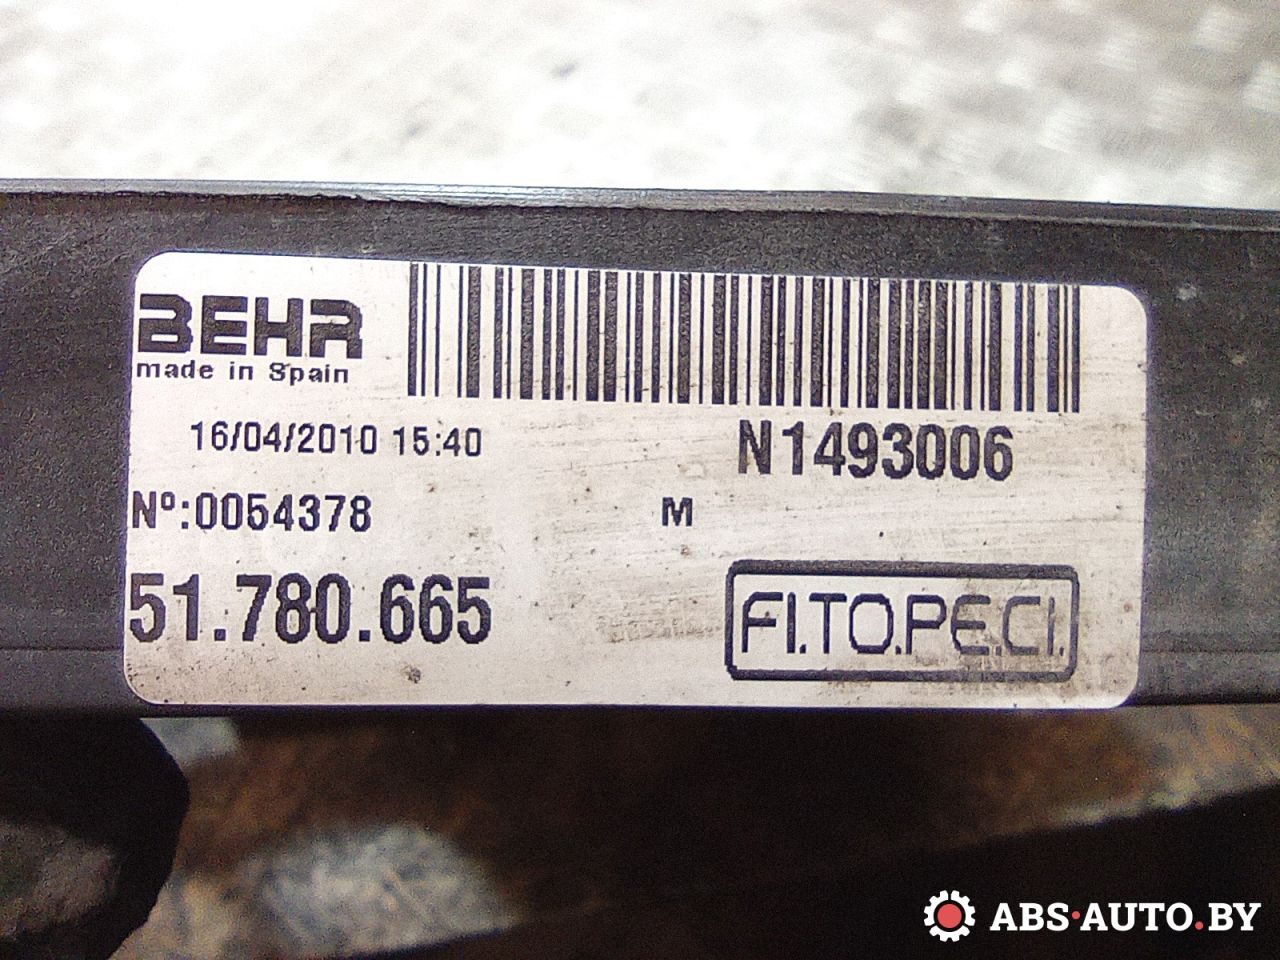 BEHR
made in Spain
16/04/2010 15:40
N1493006
Nº:0054378
M
51.780.665
FI.TO.PE.CI.
ABS·AUTO.BY